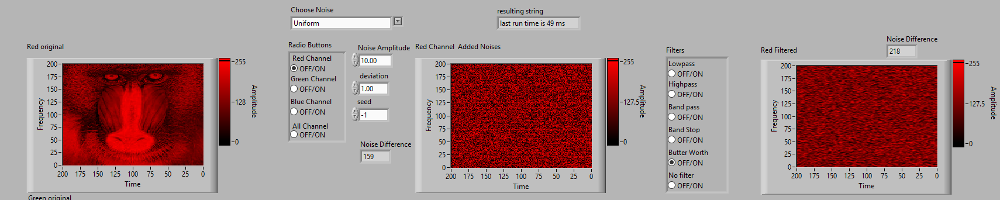 Choose Noise
Uniform
resulting string
last run time is 49 ms
Red original
200
175
150
125
100
75
50
25
0
Frequency
200 175 150 125 100 75 50 25 0
Time
255
128
0
Amplitude
Green original
Radio Buttons
Red Channel
OFF/ON
Green Channel
OFF/ON
Blue Channel
OFF/ON
All Channel
OFF/ON
Noise Amplitude
10.00
deviation
1.00
seed
-1
Noise Difference
159
Red Channel Added Noises
200
175
150
125
100
75
50
25
0
Frequency
200 175 150 125 100 75 50 25 0
Time
255
127.5
0
Amplitude
Filters
Lowpass
OFF/ON
Highpass
OFF/ON
Band pass
OFF/ON
Band Stop
OFF/ON
Butter Worth
OFF/ON
No filter
OFF/ON
Red Filtered
Noise Difference
218
200
175
150
125
100
75
50
25
0
Frequency
200 175 150 125 100 75 50 25 0
Time
255
127.5
0
Amplitude